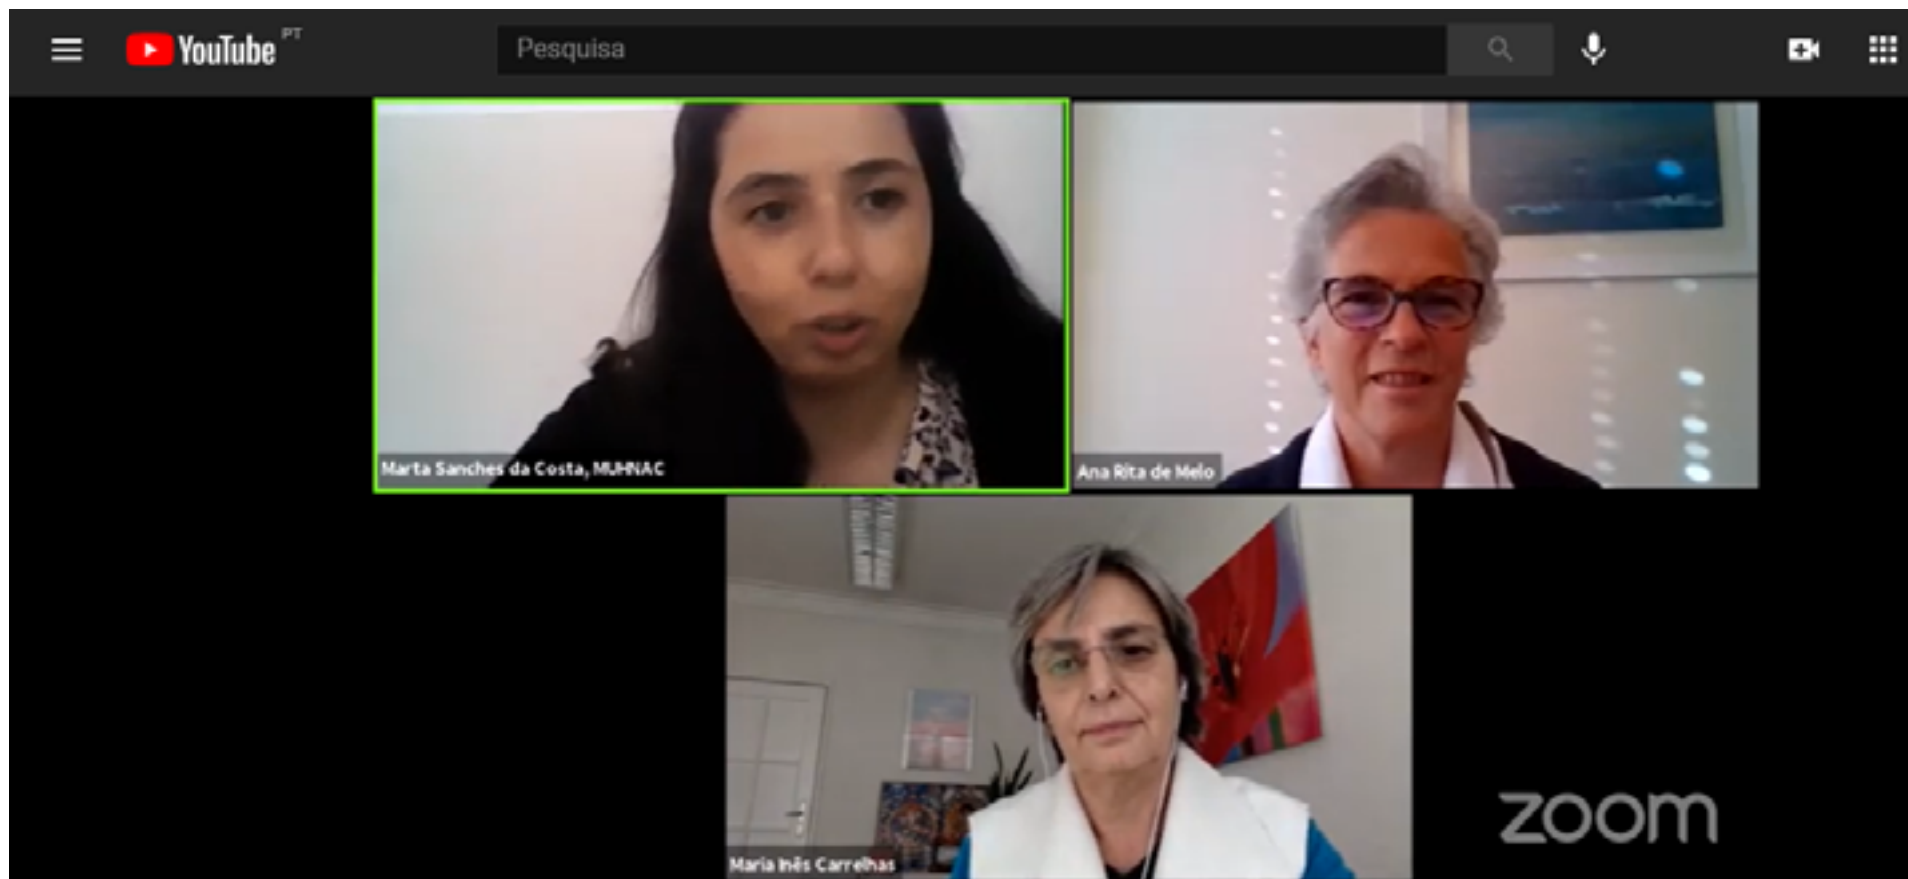 YouTube PT
Pesquisa
Marta Sanches da Costa, MUHNAC
Ana Rita de Melo
Maria Inês Carrelhas
zoom